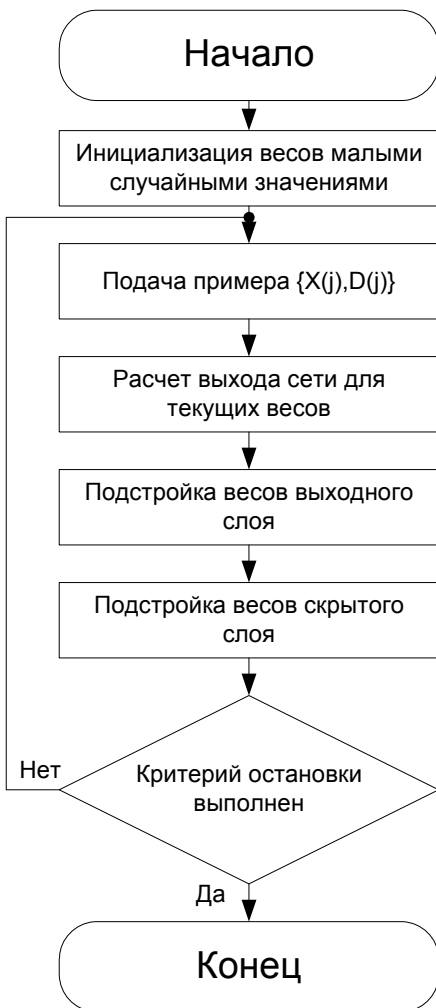 Начало
Инициализация весов малыми
случайными значениями
Подача примера {X(j),D(j)}
Расчет выхода сети для
текущих весов
Подстройка весов выходного
слоя
Подстройка весов скрытого
слоя
Нет
Критерий остановки
выполнен
Да
Конец